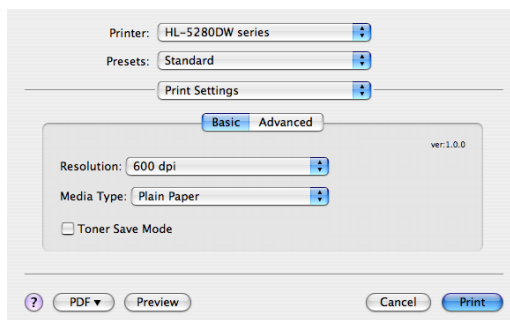 Printer: HL-5280DW series
Presets: Standard
Print Settings
Basic Advanced
ver:1.0.0
Resolution: 600 dpi
Media Type: Plain Paper
Toner Save Mode
? PDF ▼ Preview Cancel Print